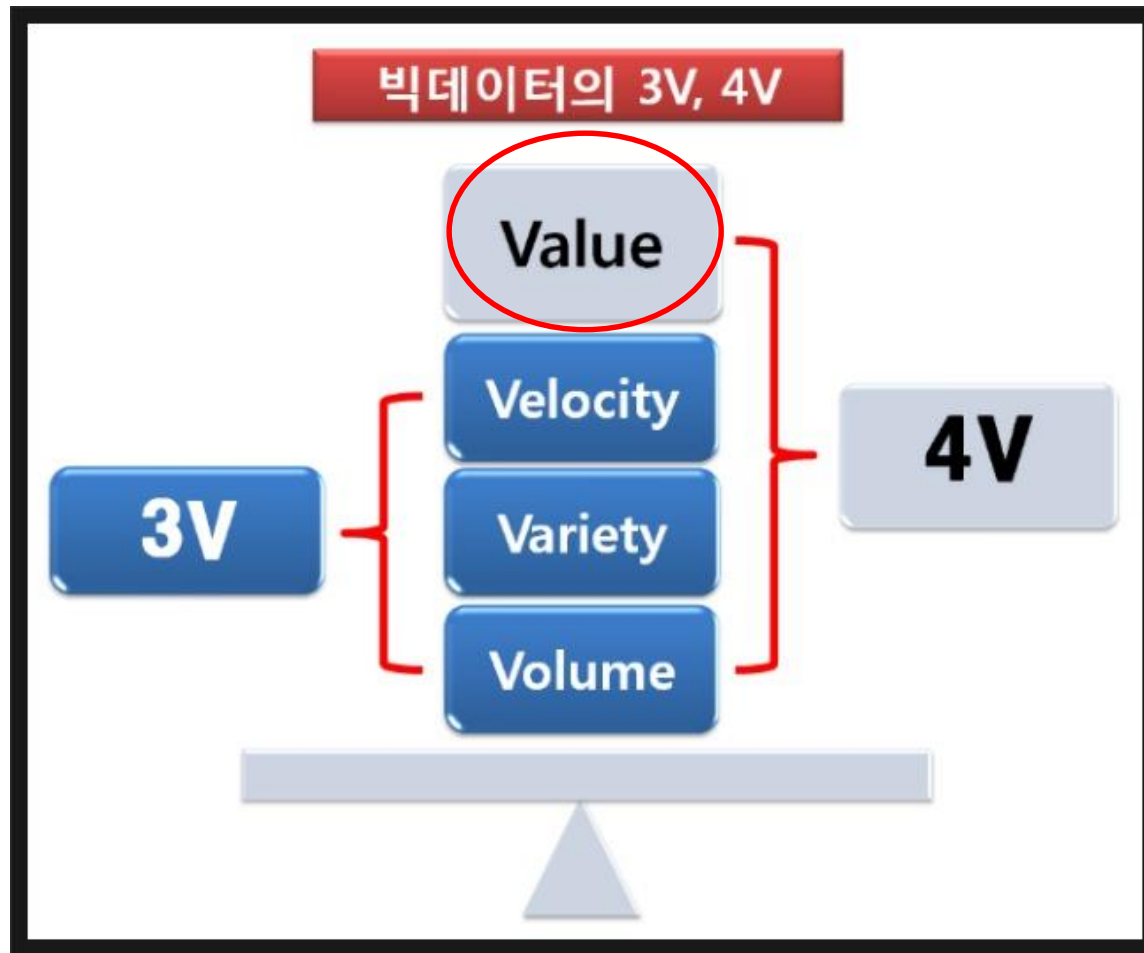 빅데이터의 3V, 4V
Value
Velocity
4V
3V
Variety
Volume